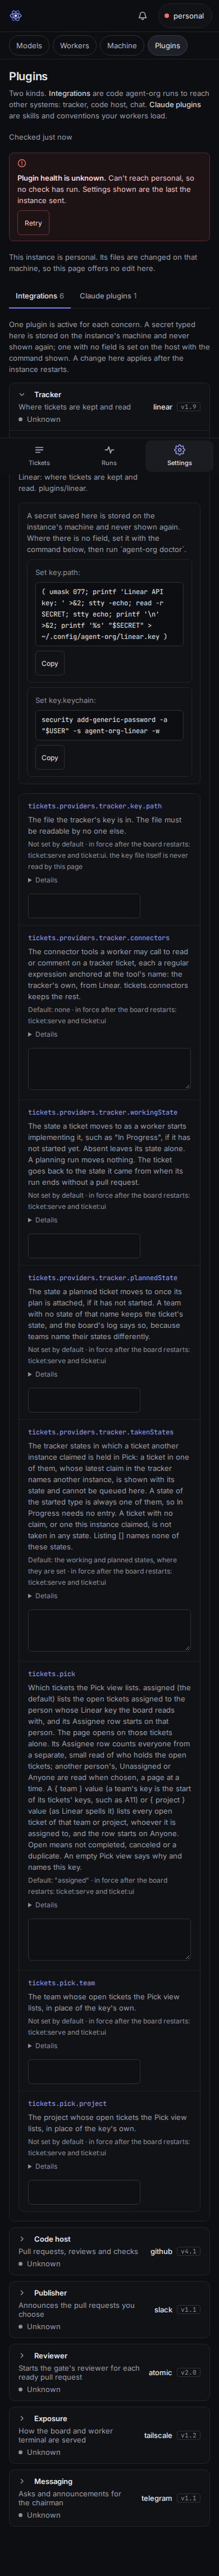 personal
Models Workers Machine Plugins
Plugins
Two kinds. Integrations are code agent-org runs to reach
other systems: tracker, code host, chat. Claude plugins
are skills and conventions your workers load.
Checked just now
Plugin health is unknown. Can't reach personal, so
no check has run. Settings shown are the last the
instance sent.
Retry
This instance is personal. Its files are changed on that
machine, so this page offers no edit here.
Integrations 6 Claude plugins 1
One plugin is active for each concern. A secret typed
here is stored on the instance's machine and never
shown again; one with no field is set on the host with the
command shown. A change here applies after the
instance restarts.
Tracker
Where tickets are kept and read linear v1.9
Unknown
Tickets Runs Settings
Linear: where tickets are kept and
read. plugins/linear.
A secret saved here is stored on the
instance's machine and never shown again.
Where there is no field, set it with the
command below, then run `agent-org doctor`.
Set key.path:
( umask 077; printf 'Linear API
key: ' >&2; stty -echo; read -r
SECRET; stty echo; printf '\n'
>&2; printf '%s' "$SECRET" >
~/.config/agent-org/linear.key )
Copy
Set key.keychain:
security add-generic-password -a
"$USER" -s agent-org-linear -w
Copy
tickets.providers.tracker.key.path
The file the tracker's key is in. The file must
be readable by no one else.
Not set by default · in force after the board restarts:
ticket:serve and ticket:ui. the key file itself is never
read by this page
Details
tickets.providers.tracker.connectors
The connector tools a worker may call to read
or comment on a tracker ticket, each a regular
expression anchored at the tool's name: the
tracker's own, from Linear. tickets.connectors
keeps the rest.
Default: none · in force after the board restarts:
ticket:serve and ticket:ui
Details
tickets.providers.tracker.workingState
The state a ticket moves to as a worker starts
implementing it, such as "In Progress", if it has
not started yet. Absent leaves its state alone.
A planning run moves nothing. The ticket
goes back to the state it came from when its
run ends without a pull request.
Not set by default · in force after the board restarts:
ticket:serve and ticket:ui
Details
tickets.providers.tracker.plannedState
The state a planned ticket moves to once its
plan is attached, if it has not started. A team
with no state of that name keeps the ticket's
state, and the board's log says so, because
teams name their states differently.
Not set by default · in force after the board restarts:
ticket:serve and ticket:ui
Details
tickets.providers.tracker.takenStates
The tracker states in which a ticket another
instance claimed is held in Pick: a ticket in one
of them, whose latest claim in the tracker
names another instance, is shown with its
state and cannot be queued here. A state of
the started type is always one of them, so In
Progress needs no entry. A ticket with no
claim, or one this instance claimed, is not
taken in any state. Listing [] names none of
these states.
Default: the working and planned states, where
they are set · in force after the board restarts:
ticket:serve and ticket:ui
Details
tickets.pick
Which tickets the Pick view lists. assigned (the
default) lists the open tickets assigned to the
person whose Linear key the board reads
with, and its Assignee row starts on that
person. The page opens on those tickets
alone. Its Assignee row counts everyone from
a separate, small read of who holds the open
tickets; another person's, Unassigned or
Anyone are read when chosen, a page at a
time. A { team } value (a team's key is the start
of its tickets' keys, such as A11) or { project }
value (as Linear spells it) lists every open
ticket of that team or project, whoever it is
assigned to, and the row starts on Anyone.
Open means not completed, canceled or a
duplicate. An empty Pick view says why and
names this key.
Default: "assigned" · in force after the board
restarts: ticket:serve and ticket:ui
Details
tickets.pick.team
The team whose open tickets the Pick view
lists, in place of the key's own.
Not set by default · in force after the board restarts:
ticket:serve and ticket:ui
Details
tickets.pick.project
The project whose open tickets the Pick view
lists, in place of the key's own.
Not set by default · in force after the board restarts:
ticket:serve and ticket:ui
Details
Code host
Pull requests, reviews and checks github v4.1
Unknown
Publisher
Announces the pull requests you
choose slack v1.1
Unknown
Reviewer
Starts the gate's reviewer for each
ready pull request atomic v2.0
Unknown
Exposure
How the board and worker
terminal are served tailscale v1.2
Unknown
Messaging
Asks and announcements for
the chairman telegram v1.1
Unknown